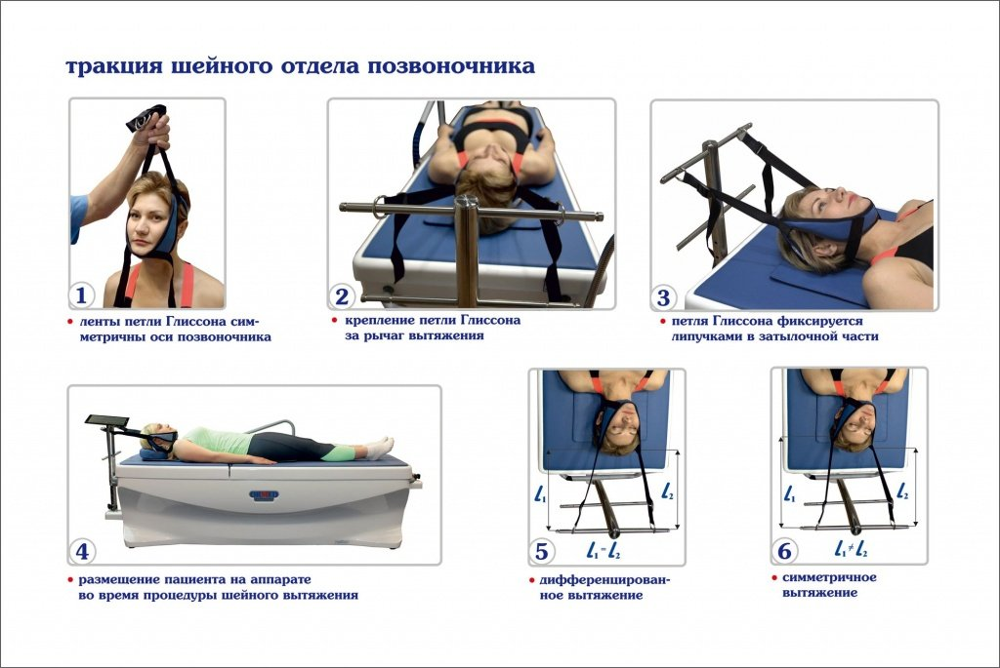 тракция шейного отдела позвоночника
1
• ленты петли Глиссона сим-
метричны оси позвоночника
2
• крепление петли Глиссона
за рычаг вытяжения
3
• петля Глиссона фиксируется
липучками в затылочной части
4
• размещение пациента на аппарате
во время процедуры шейного вытяжения
L₁
L₂
L₁ = L₂
5
• дифференцирован-
ное вытяжение
L₁
L₂
L₁ ≠ L₂
6
• симметричное
вытяжение